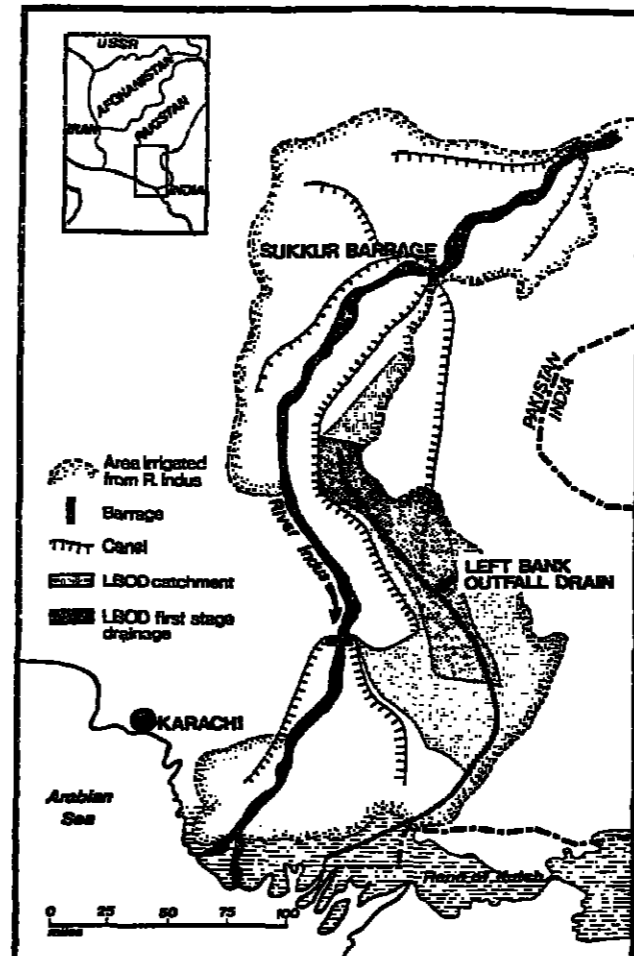 USSR
AFGHANISTAN
IRAN
PAKISTAN
INDIA
SUKKUR BARRAGE
PAKISTAN
INDIA
Area irrigated
from R. Indus
Barrage
Canal
LBOD catchment
LBOD first stage
drainage
River Indus
LEFT BANK
OUTFALL DRAIN
KARACHI
Arabian
Sea
Rann of Kutch
0 25 50 75 100
miles